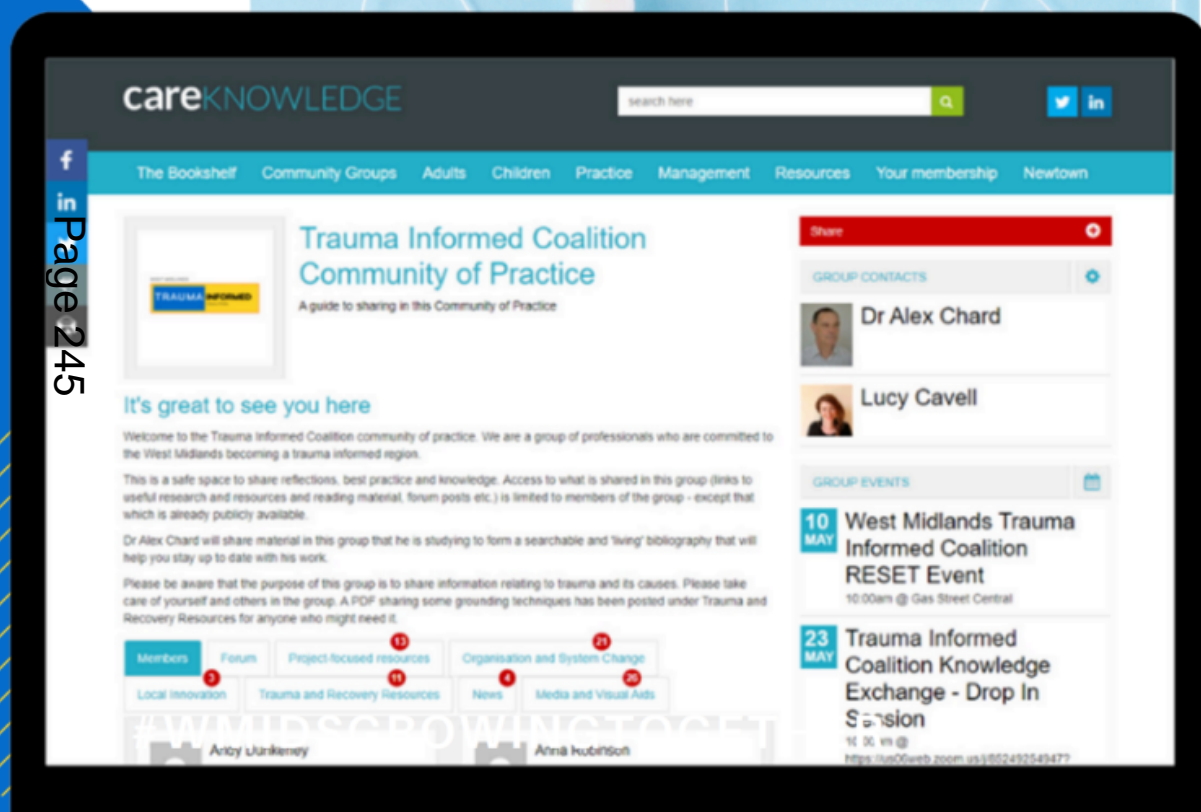 careKNOWLEDGE
search here
The Bookshelf Community Groups Adults Children Practice Management Resources Your membership Newtown
Page 245
TRAUMA INFORMED
Trauma Informed Coalition
Community of Practice
A guide to sharing in this Community of Practice
It's great to see you here
Welcome to the Trauma Informed Coalition community of practice. We are a group of professionals who are committed to
the West Midlands becoming a trauma informed region.
This is a safe space to share reflections, best practice and knowledge. Access to what is shared in this group (links to
useful research and resources and reading material, forum posts etc.) is limited to members of the group - except that
which is already publicly available.
Dr Alex Chard will share material in this group that he is studying to form a searchable and 'living' bibliography that will
help you stay up to date with his work.
Please be aware that the purpose of this group is to share information relating to trauma and its causes. Please take
care of yourself and others in the group. A PDF sharing some grounding techniques has been posted under Trauma and
Recovery Resources for anyone who might need it.
Members Forum Project-focused resources 13 Organisation and System Change 21
Local Innovation 3 Trauma and Recovery Resources 11 News 4 Media and Visual Aids 26
Anna Robinson
Share
GROUP CONTACTS
Dr Alex Chard
Lucy Cavell
GROUP EVENTS
10 MAY
West Midlands Trauma
Informed Coalition
RESET Event
10:00am @ Gas Street Central
23 MAY
Trauma Informed
Coalition Knowledge
Exchange - Drop In
Session
#WMIDSGROWINGTOGETH